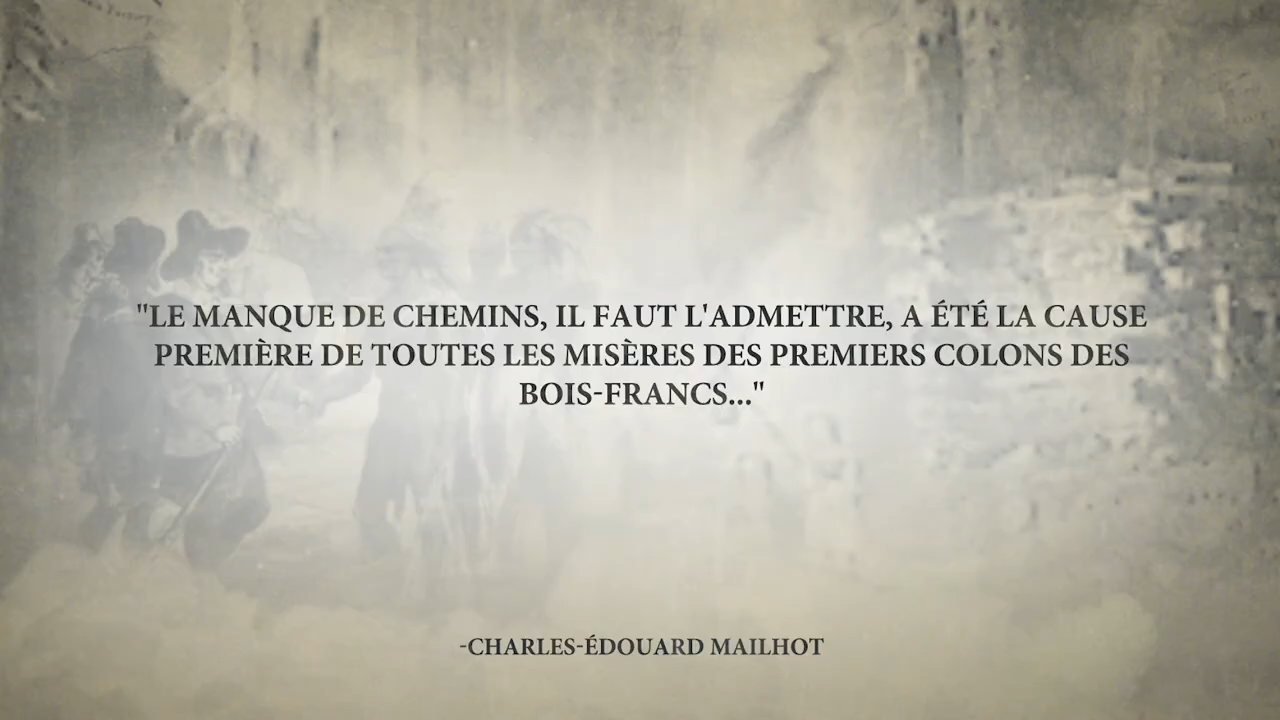 "LE MANQUE DE CHEMINS, IL FAUT L'ADMETTRE, A ÉTÉ LA CAUSE
PREMIÈRE DE TOUTES LES MISÈRES DES PREMIERS COLONS DES
BOIS-FRANCS..."
-CHARLES-ÉDOUARD MAILHOT